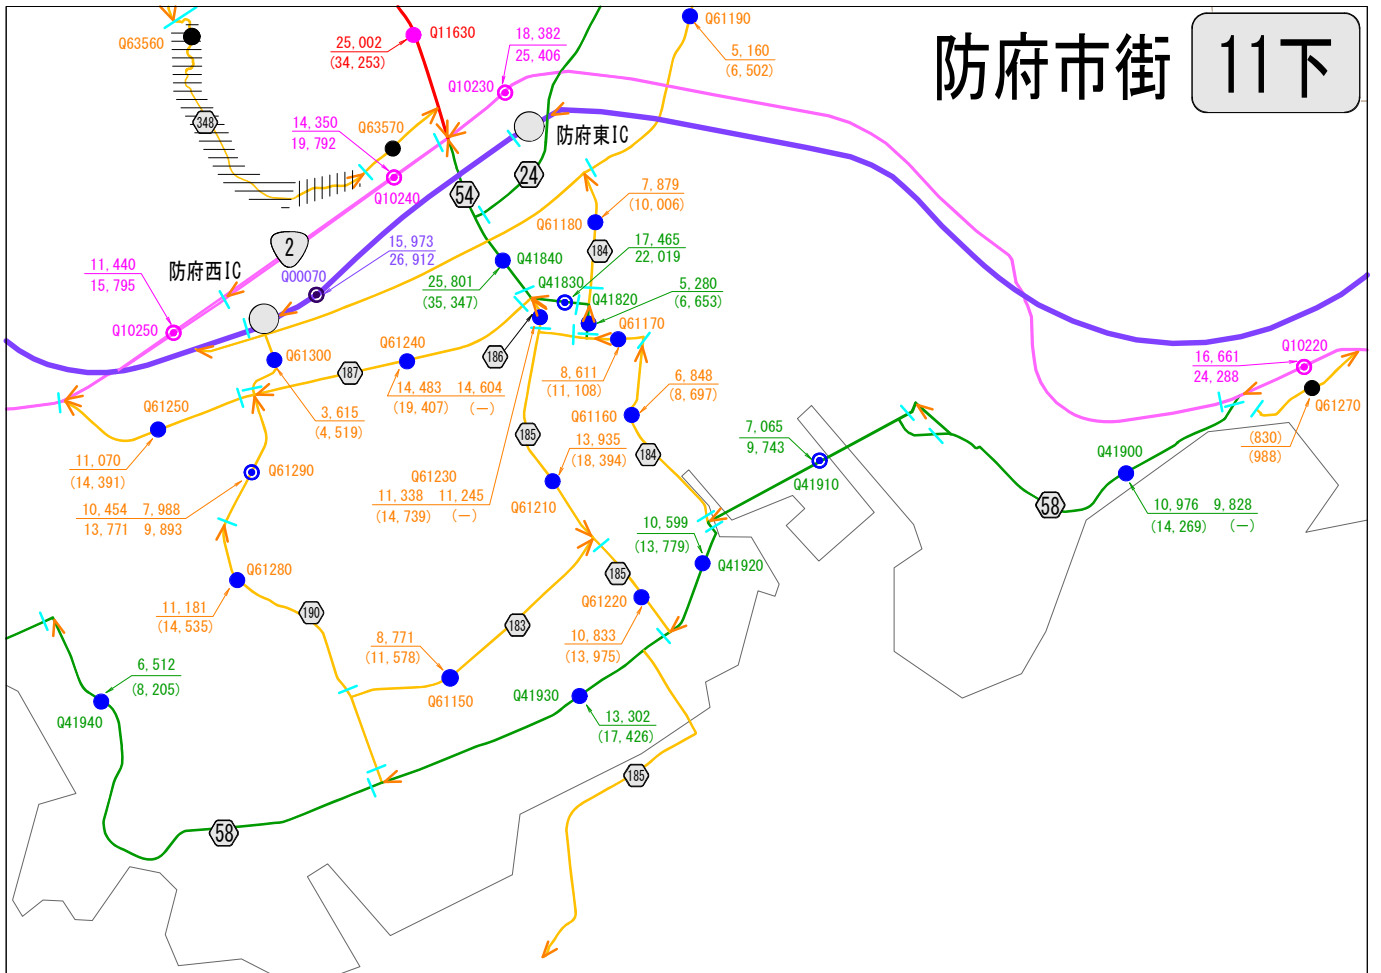 防府市街 11下
Q63560
25,002
(34,253)
Q11630
18,382
25,406
Q61190
5,160
(6,502)
Q10230
348
14,350
19,792
Q63570
防府東IC
Q10240
54
24
7,879
(10,006)
Q61180
184
17,465
22,019
2
15,973
26,912
防府西IC
Q00070
11,440
15,795
Q10250
Q41840
25,801
(35,347)
Q41830
Q41820
5,280
(6,653)
Q61170
186
8,611
(11,108)
Q61240
14,483 14,604
(19,407) (—)
187
Q61300
3,615
(4,519)
Q61250
11,070
(14,391)
6,848
(8,697)
Q61160
184
16,661
24,288
Q10220
Q61270
(830)
(988)
7,065
9,743
Q41910
Q41900
10,976 9,828
(14,269) (—)
58
185
13,935
(18,394)
Q61210
Q61230
11,338 11,245
(14,739) (—)
Q61290
10,454 7,988
13,771 9,893
10,599
(13,779)
Q41920
Q61280
11,181
(14,535)
190
185
Q61220
10,833
(13,975)
183
8,771
(11,578)
Q61150
6,512
(8,205)
Q41940
Q41930
13,302
(17,426)
185
58